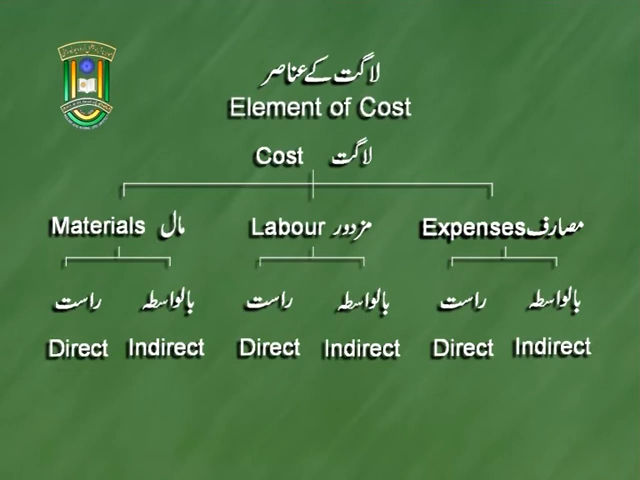 لاگت کے عناصر
Element of Cost
Cost لاگت
Materials مال Labour مزدور Expenses مصارف
راست بالواسطہ راست بالواسطہ راست بالواسطہ
Direct Indirect Direct Indirect Direct Indirect